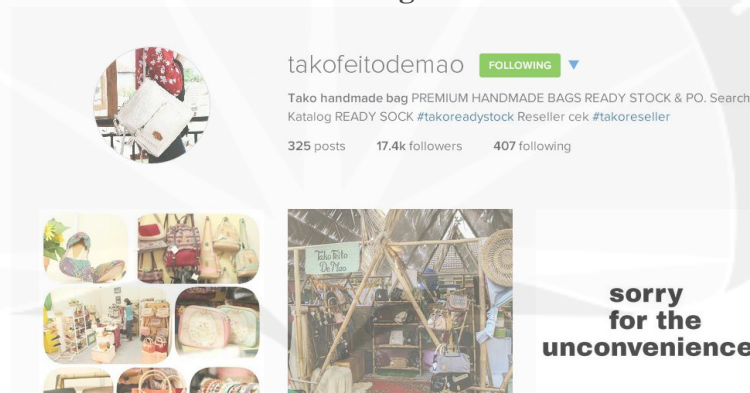 takofeitodemao FOLLOWING
Tako handmade bag PREMIUM HANDMADE BAGS READY STOCK & PO. Search
Katalog READY SOCK #takoreadystock Reseller cek #takoreseller
325 posts 17.4k followers 407 following
Tako Feito
De Mao
sorry
for the
unconvenience